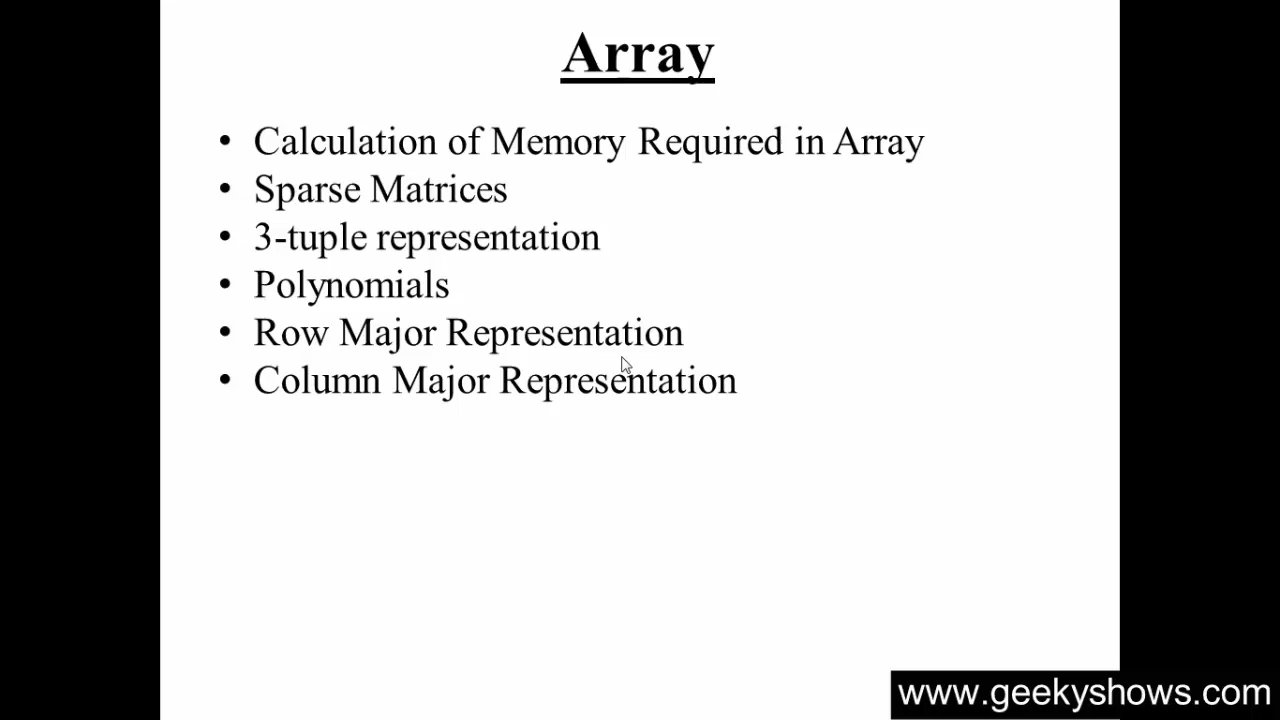 Array
• Calculation of Memory Required in Array
• Sparse Matrices
• 3-tuple representation
• Polynomials
• Row Major Representation
• Column Major Representation
www.geekyshows.com